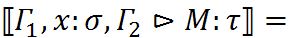 ⟦Γ₁, x: σ, Γ₂ ⊳ M: τ⟧ =